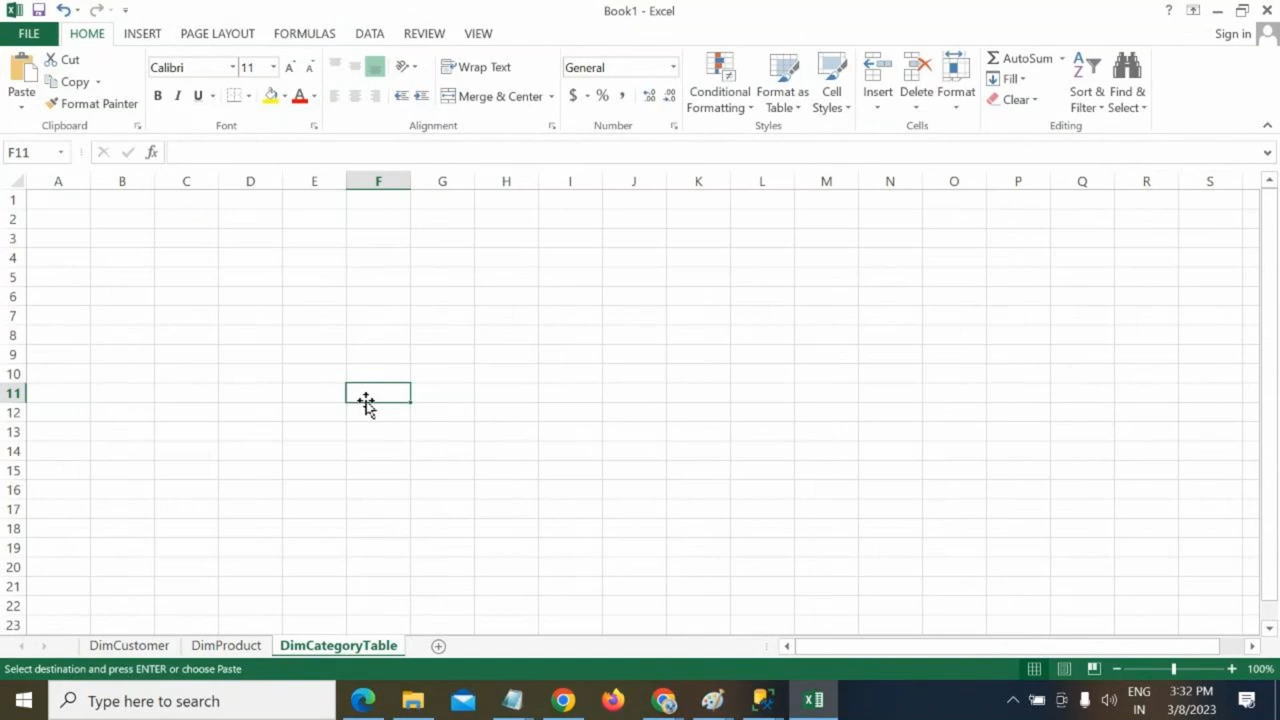 Book1 - Excel
?
FILE HOME INSERT PAGE LAYOUT FORMULAS DATA REVIEW VIEW Sign in
Paste
Cut
Copy
Format Painter
Clipboard
Calibri 11
B I U A
Font
Wrap Text
Merge & Center
Alignment
General
$ % ,
Number
Conditional Formatting
Format as Table
Cell Styles
Styles
Insert Delete Format
Cells
AutoSum
Fill
Clear
Sort & Filter
Find & Select
Editing
F11 fx
A B C D E F G H J K L M N O P Q R S
1
2
3
4
5
6
7
8
9
10
11
12
13
14
15
16
17
18
19
20
21
22
23
DimCustomer DimProduct DimCategoryTable
Select destination and press ENTER or choose Paste 100%
Type here to search
ENG
IN
3:32 PM
3/8/2023